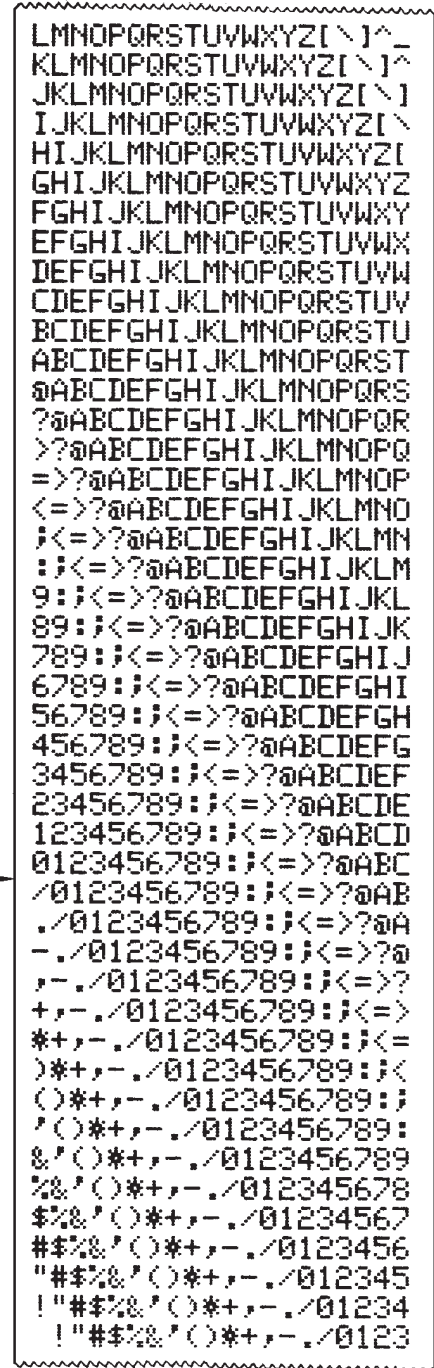 LMNOPQRSTUVWXYZ[\]^_
KLMNOPQRSTUVWXYZ[\]^
JKLMNOPQRSTUVWXYZ[\]
IJKLMNOPQRSTUVWXYZ[\
HIJKLMNOPQRSTUVWXYZ[
GHIJKLMNOPQRSTUVWXYZ
FGHIJKLMNOPQRSTUVWXY
EFGHIJKLMNOPQRSTUVWX
DEFGHIJKLMNOPQRSTUVW
CDEFGHIJKLMNOPQRSTUV
BCDEFGHIJKLMNOPQRSTU
ABCDEFGHIJKLMNOPQRST
@ABCDEFGHIJKLMNOPQRS
?@ABCDEFGHIJKLMNOPQR
>?@ABCDEFGHIJKLMNOPQ
=>?@ABCDEFGHIJKLMNOP
<=>?@ABCDEFGHIJKLMNO
;<=>?@ABCDEFGHIJKLMN
:;<=>?@ABCDEFGHIJKLM
9:;<=>?@ABCDEFGHIJKL
89:;<=>?@ABCDEFGHIJK
789:;<=>?@ABCDEFGHIJ
6789:;<=>?@ABCDEFGHI
56789:;<=>?@ABCDEFGH
456789:;<=>?@ABCDEFG
3456789:;<=>?@ABCDEF
23456789:;<=>?@ABCDE
123456789:;<=>?@ABCD
0123456789:;<=>?@ABC
/0123456789:;<=>?@AB
./0123456789:;<=>?@A
-./0123456789:;<=>?@
,-./0123456789:;<=>?
+,-./0123456789:;<=>
*+,-./0123456789:;<=
)*+,-./0123456789:;<
()*+,-./0123456789:;
'()*+,-./0123456789:
&'()*+,-./0123456789
%&'()*+,-./012345678
$%&'()*+,-./01234567
#$%&'()*+,-./0123456
"#$%&'()*+,-./012345
!"#$%&'()*+,-./01234
 !"#$%&'()*+,-./0123